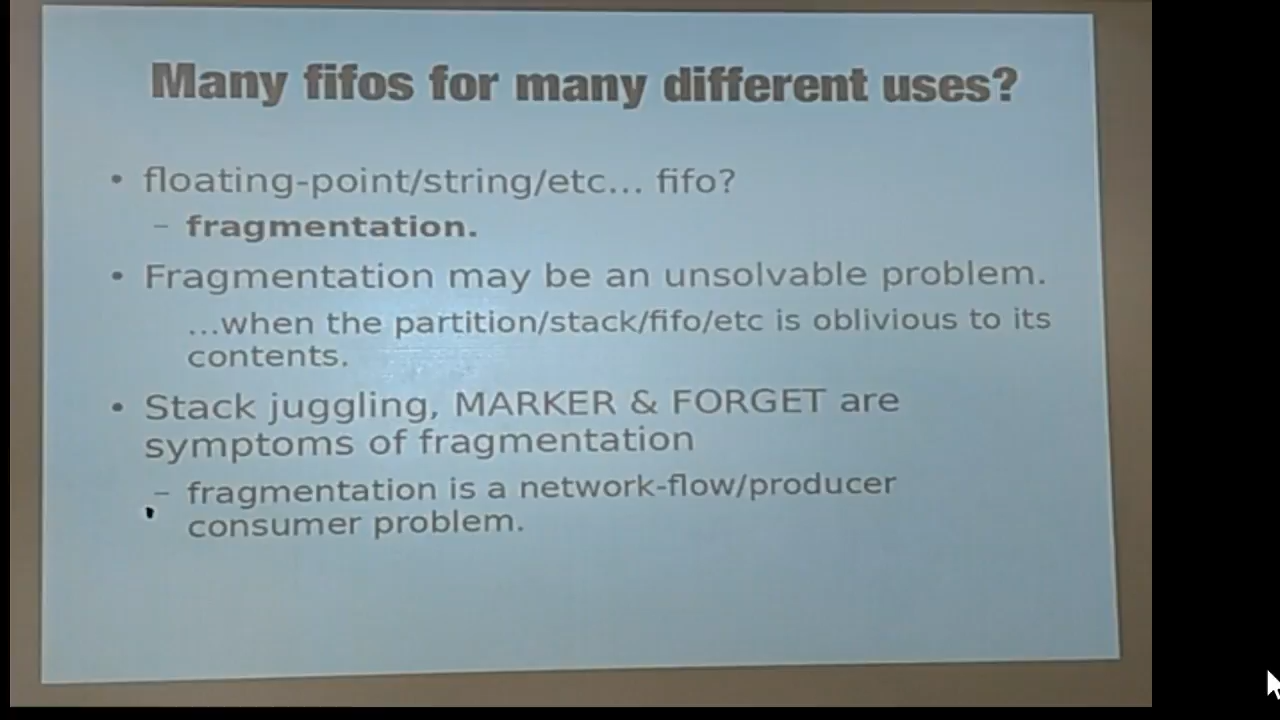 Many fifos for many different uses?
• floating-point/string/etc... fifo?
– fragmentation.
• Fragmentation may be an unsolvable problem.
...when the partition/stack/fifo/etc is oblivious to its
contents.
• Stack juggling, MARKER & FORGET are
symptoms of fragmentation
– fragmentation is a network-flow/producer
consumer problem.